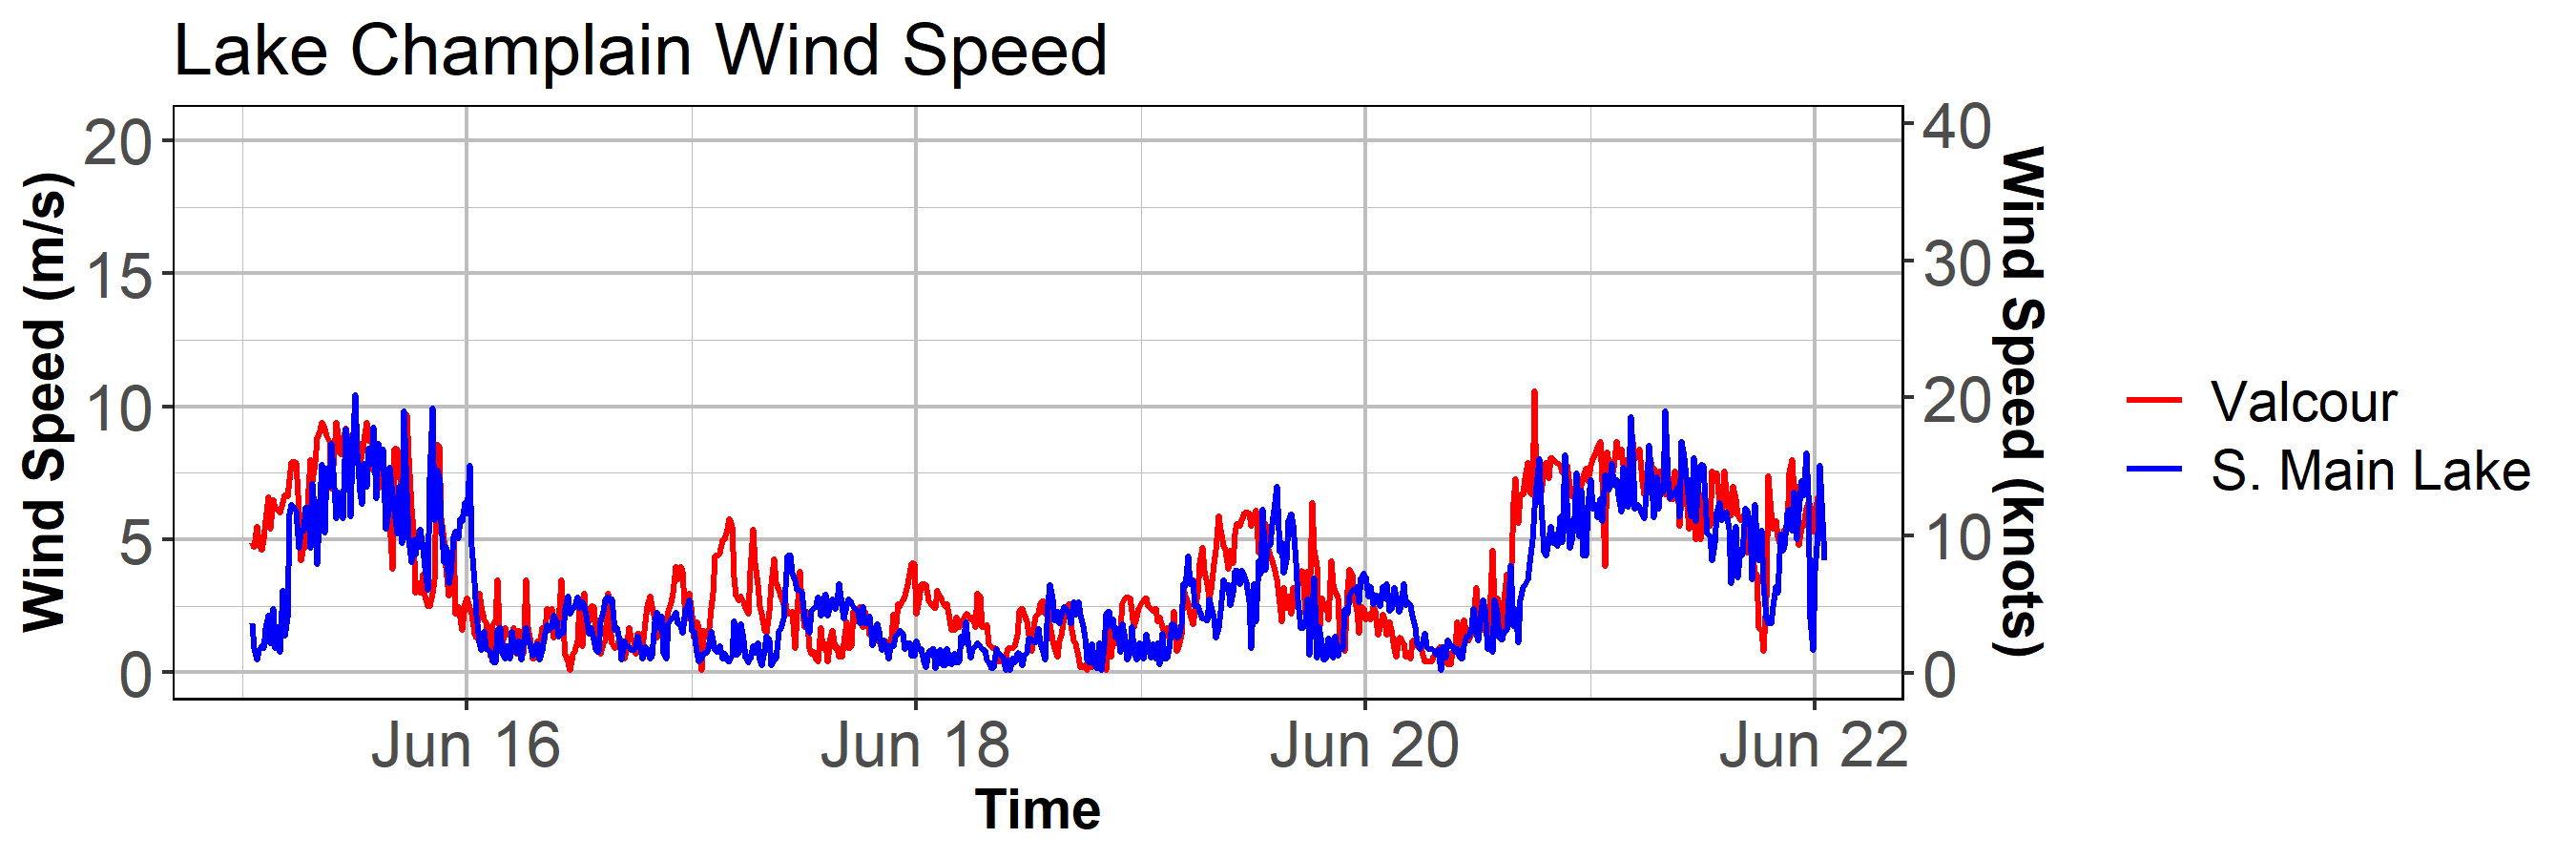 Lake Champlain Wind Speed
20
15
10
5
0
Wind Speed (m/s)
40
30
20
10
0
Wind Speed (knots)
Jun 16
Jun 18
Jun 20
Jun 22
Time
Valcour
S. Main Lake